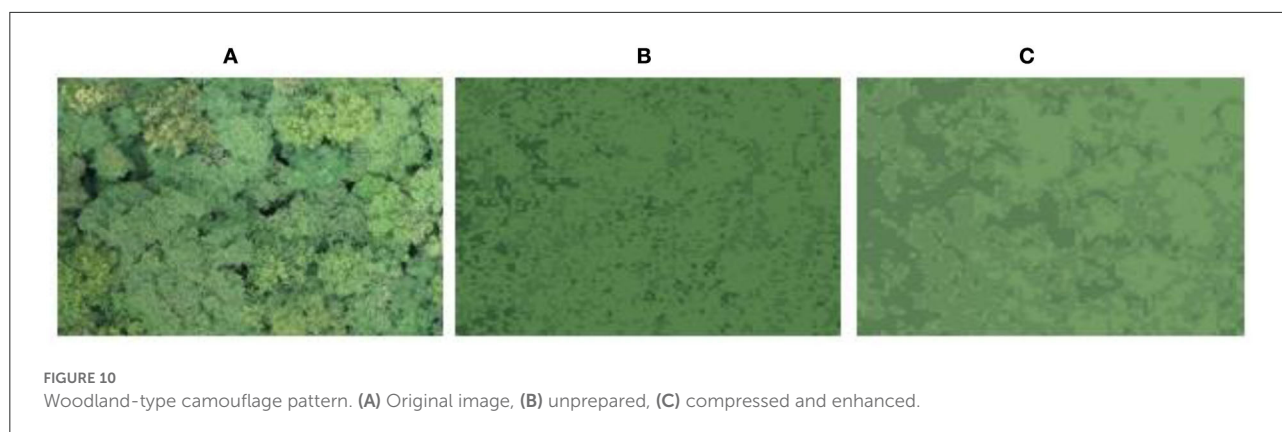 A B C
FIGURE 10
Woodland-type camouflage pattern. (A) Original image, (B) unprepared, (C) compressed and enhanced.